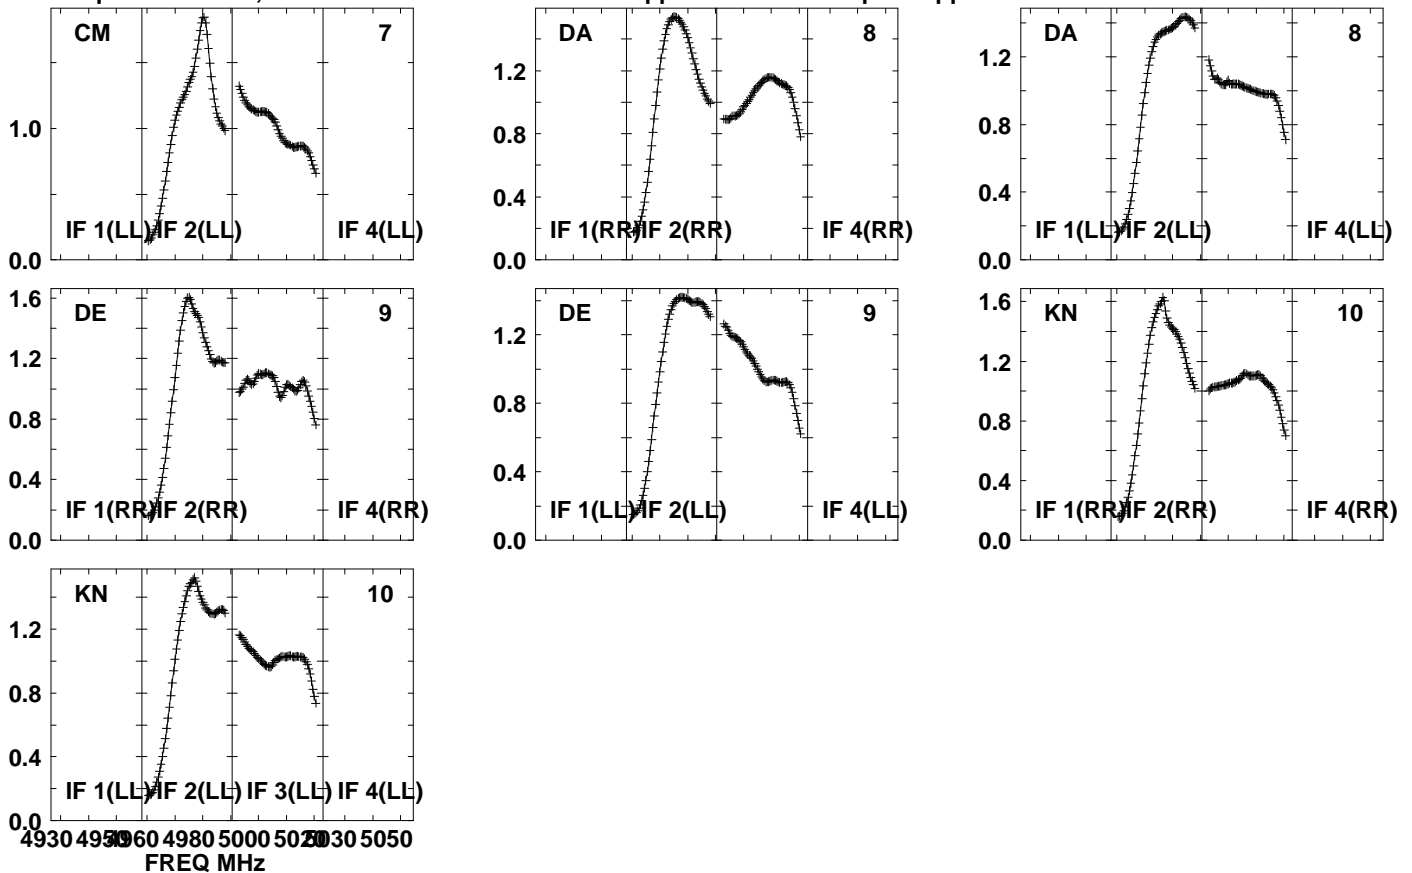 CM 7
1.0
0.0
IF 1(LL) IF 2(LL) IF 4(LL)
DA 8
1.2
0.8
0.4
0.0
IF 1(RR) IF 2(RR) IF 4(RR)
DA 8
1.2
0.8
0.4
0.0
IF 1(LL) IF 2(LL) IF 4(LL)
DE 9
1.6
1.2
0.8
0.4
0.0
IF 1(RR) IF 2(RR) IF 4(RR)
DE 9
1.2
0.8
0.4
0.0
IF 1(LL) IF 2(LL) IF 4(LL)
KN 10
1.6
1.2
0.8
0.4
0.0
IF 1(RR) IF 2(RR) IF 4(RR)
KN 10
1.2
0.8
0.4
0.0
IF 1(LL) IF 2(LL) IF 3(LL) IF 4(LL)
4930 4950 4960 4980 5000 5020 5030 5050
FREQ MHz